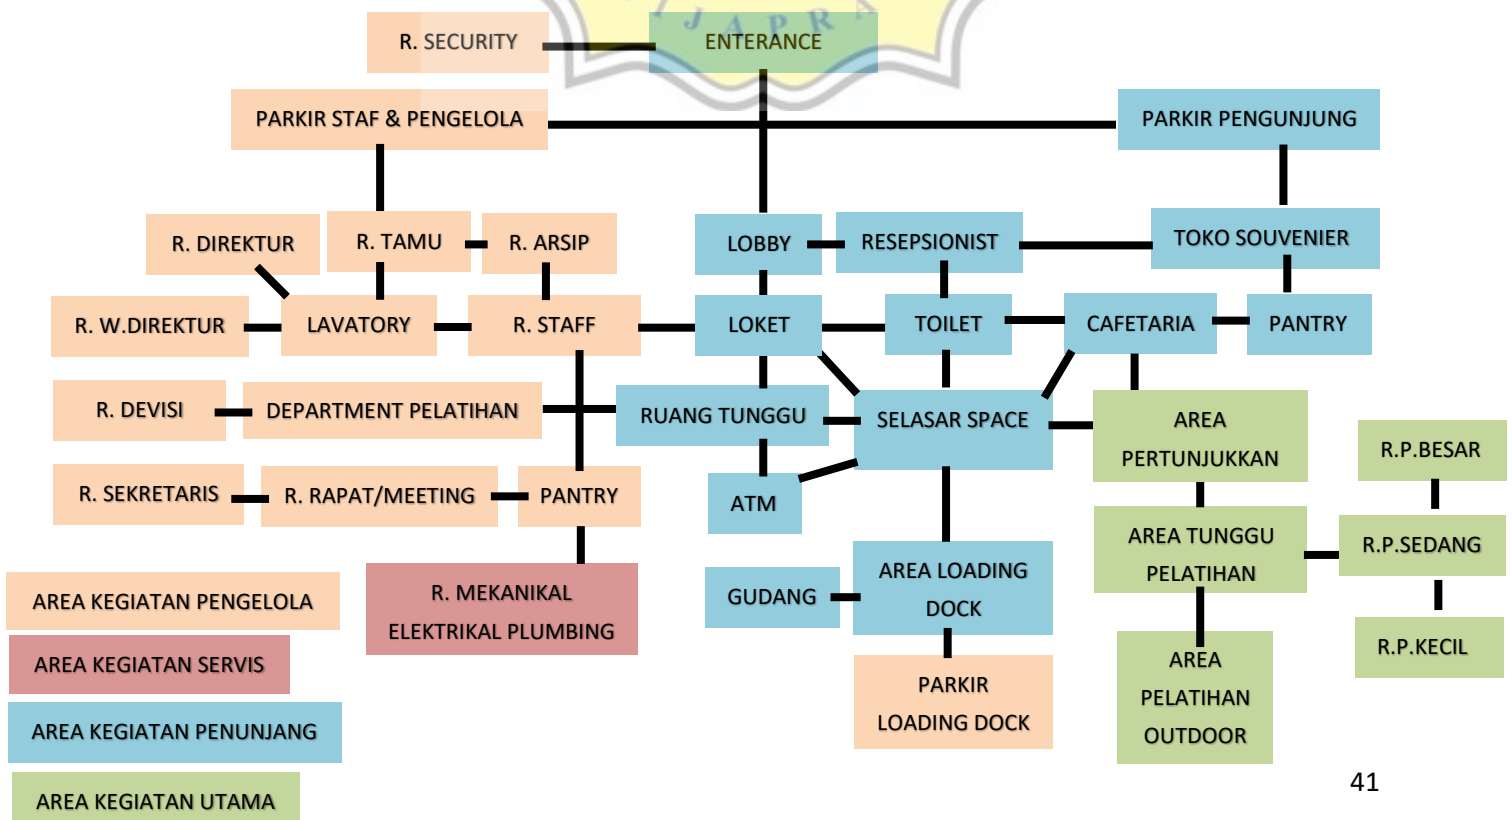 I J A P R A
R. SECURITY
ENTERANCE
PARKIR STAF & PENGELOLA
PARKIR PENGUNJUNG
R. DIREKTUR
R. TAMU
R. ARSIP
LOBBY
RESEPSIONIST
TOKO SOUVENIER
R. W.DIREKTUR
LAVATORY
R. STAFF
LOKET
TOILET
CAFETARIA
PANTRY
R. DEVISI
DEPARTMENT PELATIHAN
RUANG TUNGGU
SELASAR SPACE
AREA
PERTUNJUKKAN
R.P.BESAR
R. SEKRETARIS
R. RAPAT/MEETING
PANTRY
ATM
AREA TUNGGU
PELATIHAN
R.P.SEDANG
R. MEKANIKAL
ELEKTRIKAL PLUMBING
GUDANG
AREA LOADING
DOCK
R.P.KECIL
PARKIR
LOADING DOCK
AREA
PELATIHAN
OUTDOOR
AREA KEGIATAN PENGELOLA
AREA KEGIATAN SERVIS
AREA KEGIATAN PENUNJANG
AREA KEGIATAN UTAMA
41